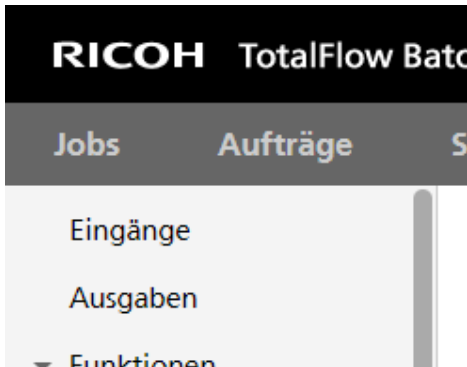 RICOH TotalFlow Batc
Jobs Aufträge S
Eingänge
Ausgaben
Funktionen